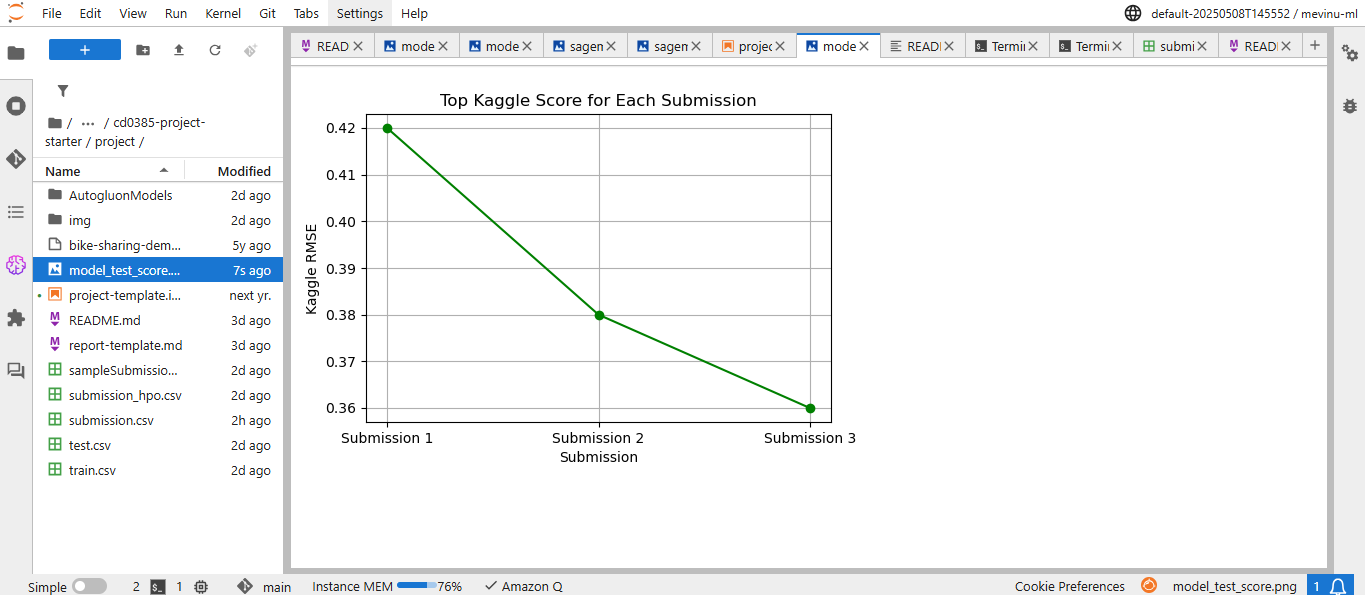 File Edit View Run Kernel Git Tabs Settings Help
default-20250508T145552 / mevinu-ml
READ
mode
mode
sagen
sagen
projec
mode
READI
Termin
Termin
submi
READI
/ ... / cd0385-project-
starter / project /
Name Modified
AutogluonModels 2d ago
img 2d ago
bike-sharing-dem... 5y ago
model_test_score.... 7s ago
project-template.i... next yr.
README.md 3d ago
report-template.md 3d ago
sampleSubmissio... 2d ago
submission_hpo.csv 2d ago
submission.csv 2h ago
test.csv 2d ago
train.csv 2d ago
Top Kaggle Score for Each Submission
Kaggle RMSE
0.42
0.41
0.40
0.39
0.38
0.37
0.36
Submission 1 Submission 2 Submission 3
Submission
Simple 2 1 main Instance MEM 76% Amazon Q Cookie Preferences model_test_score.png 1